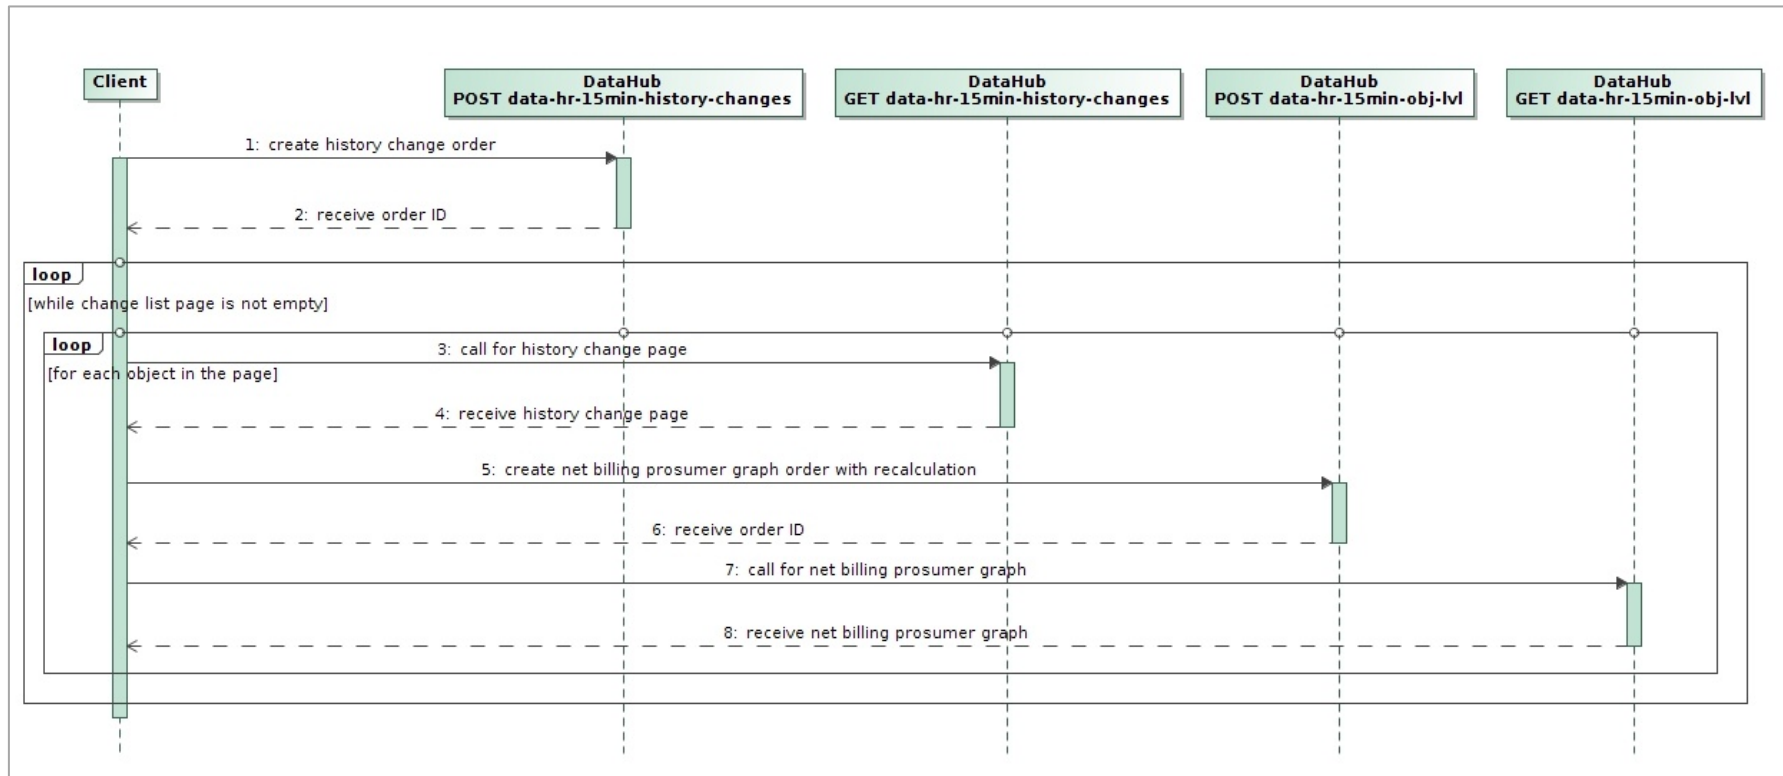 Client
DataHub
POST data-hr-15min-history-changes
DataHub
GET data-hr-15min-history-changes
DataHub
POST data-hr-15min-obj-lvl
DataHub
GET data-hr-15min-obj-lvl
1: create history change order
2: receive order ID
loop
[while change list page is not empty]
loop
3: call for history change page
[for each object in the page]
4: receive history change page
5: create net billing prosumer graph order with recalculation
6: receive order ID
7: call for net billing prosumer graph
8: receive net billing prosumer graph